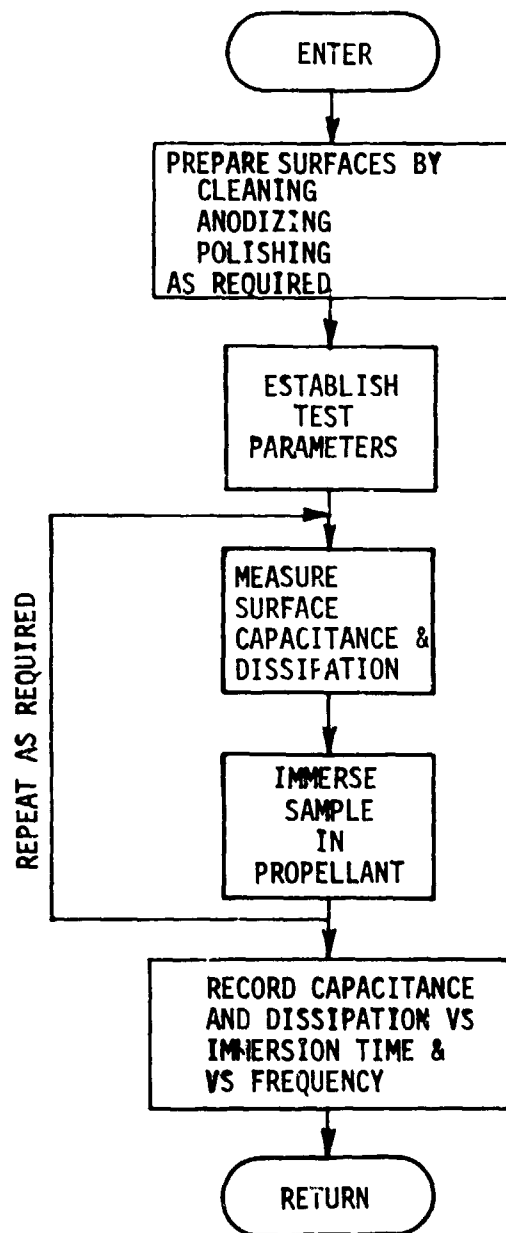 ENTER
PREPARE SURFACES BY
CLEANING
ANODIZING
POLISHING
AS REQUIRED
ESTABLISH
TEST
PARAMETERS
REPEAT AS REQUIRED
MEASURE
SURFACE
CAPACITANCE &
DISSIPATION
IMMERSE
SAMPLE
IN
PROPELLANT
RECORD CAPACITANCE
AND DISSIPATION VS
IMMERSION TIME &
VS FREQUENCY
RETURN